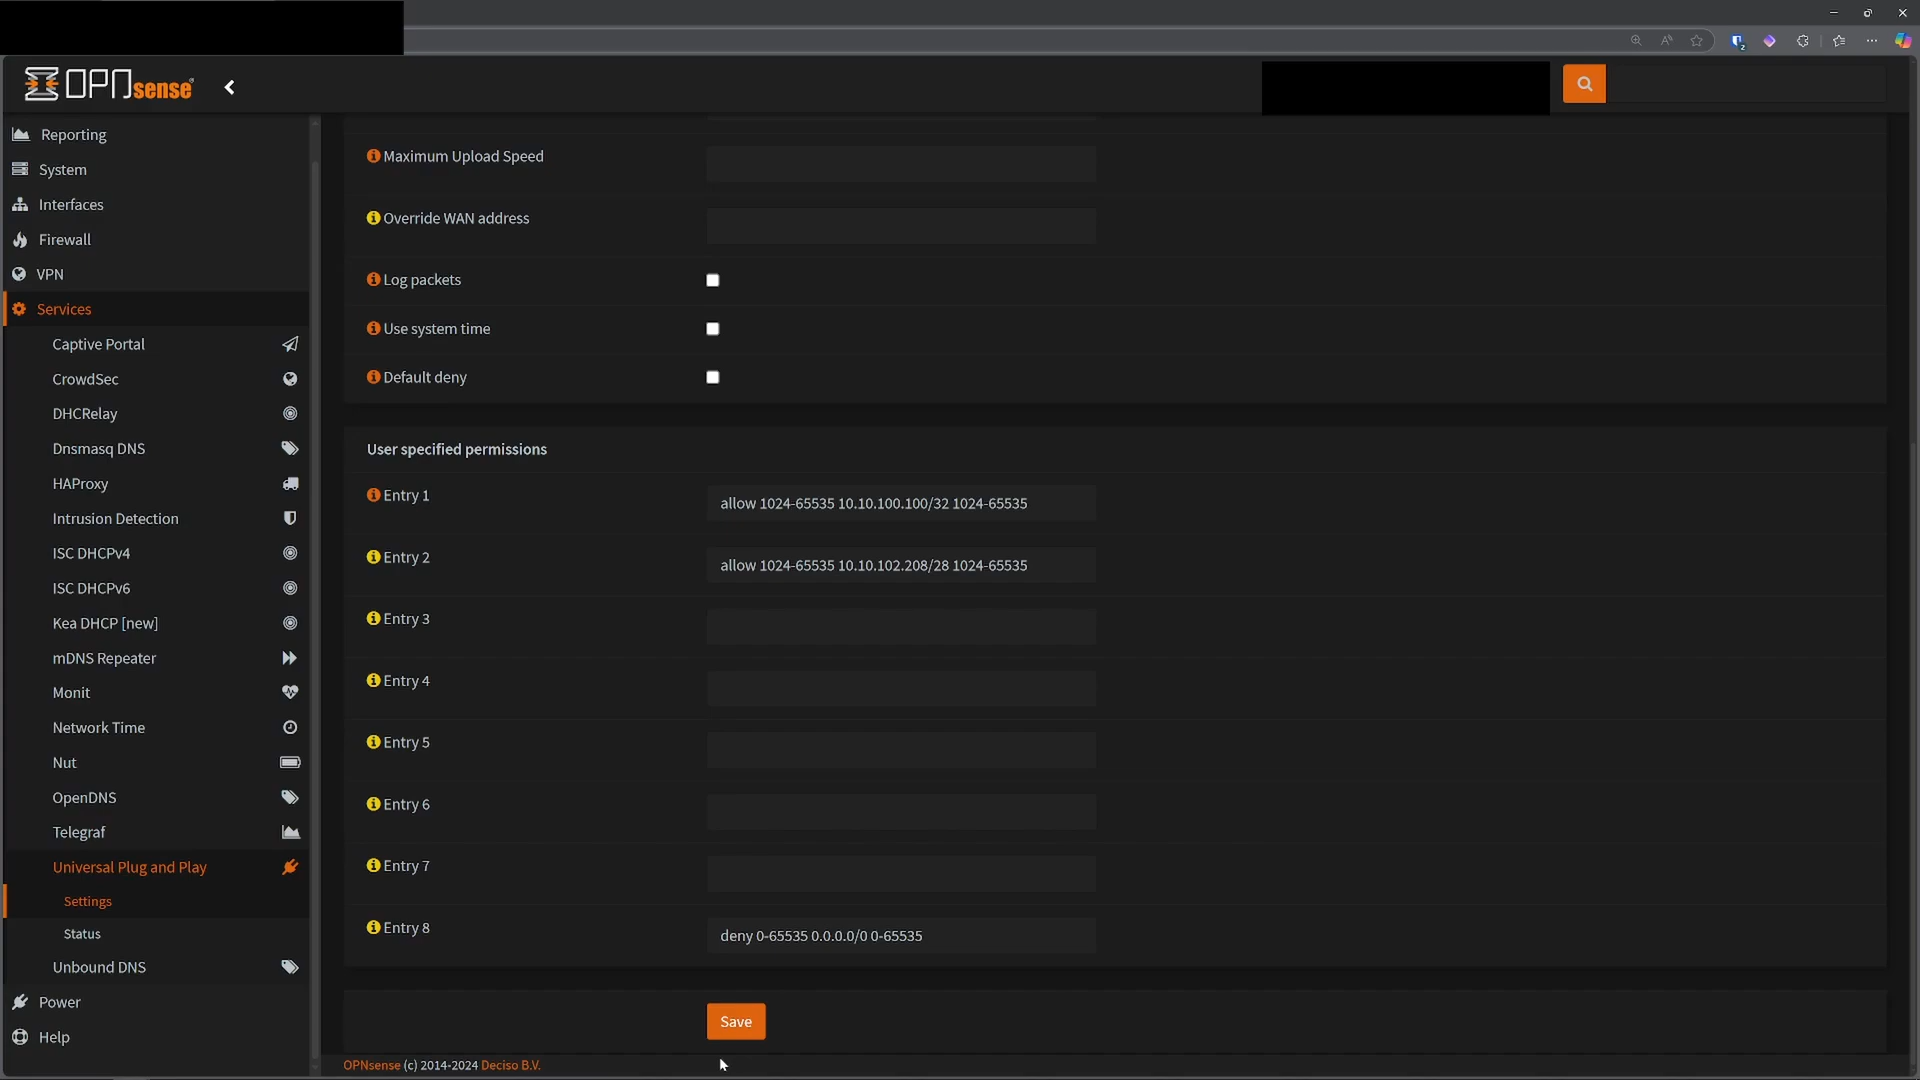 OPNsense
Reporting
System
Interfaces
Firewall
VPN
Services
Captive Portal
CrowdSec
DHCRelay
Dnsmasq DNS
HAProxy
Intrusion Detection
ISC DHCPv4
ISC DHCPv6
Kea DHCP [new]
mDNS Repeater
Monit
Network Time
Nut
OpenDNS
Telegraf
Universal Plug and Play
Settings
Status
Unbound DNS
Power
Help
Maximum Upload Speed
Override WAN address
Log packets
Use system time
Default deny
User specified permissions
Entry 1 allow 1024-65535 10.10.100.100/32 1024-65535
Entry 2 allow 1024-65535 10.10.102.208/28 1024-65535
Entry 3
Entry 4
Entry 5
Entry 6
Entry 7
Entry 8 deny 0-65535 0.0.0.0/0 0-65535
Save
OPNsense (c) 2014-2024 Deciso B.V.